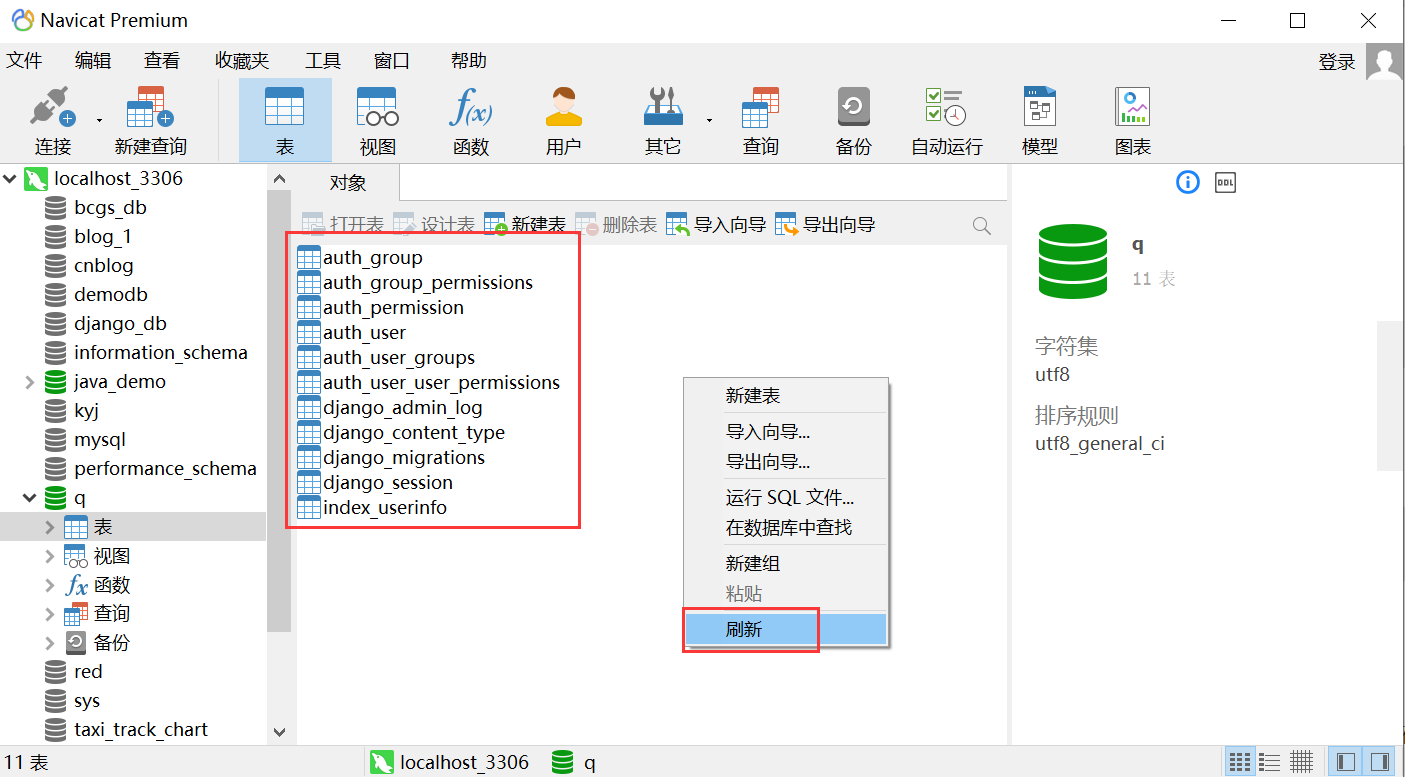 Navicat Premium
文件 编辑 查看 收藏夹 工具 窗口 帮助 登录
连接 新建查询 表 视图 函数 用户 其它 查询 备份 自动运行 模型 图表
localhost_3306
bcgs_db
blog_1
cnblog
demodb
django_db
information_schema
java_demo
kyj
mysql
performance_schema
q
表
视图
函数
查询
备份
red
sys
taxi_track_chart
对象
打开表 设计表 新建表 删除表 导入向导 导出向导
auth_group
auth_group_permissions
auth_permission
auth_user
auth_user_groups
auth_user_user_permissions
django_admin_log
django_content_type
django_migrations
django_session
index_userinfo
新建表
导入向导...
导出向导...
运行 SQL 文件...
在数据库中查找
新建组
粘贴
刷新
DDL
q
11 表
字符集
utf8
排序规则
utf8_general_ci
11 表 localhost_3306 q